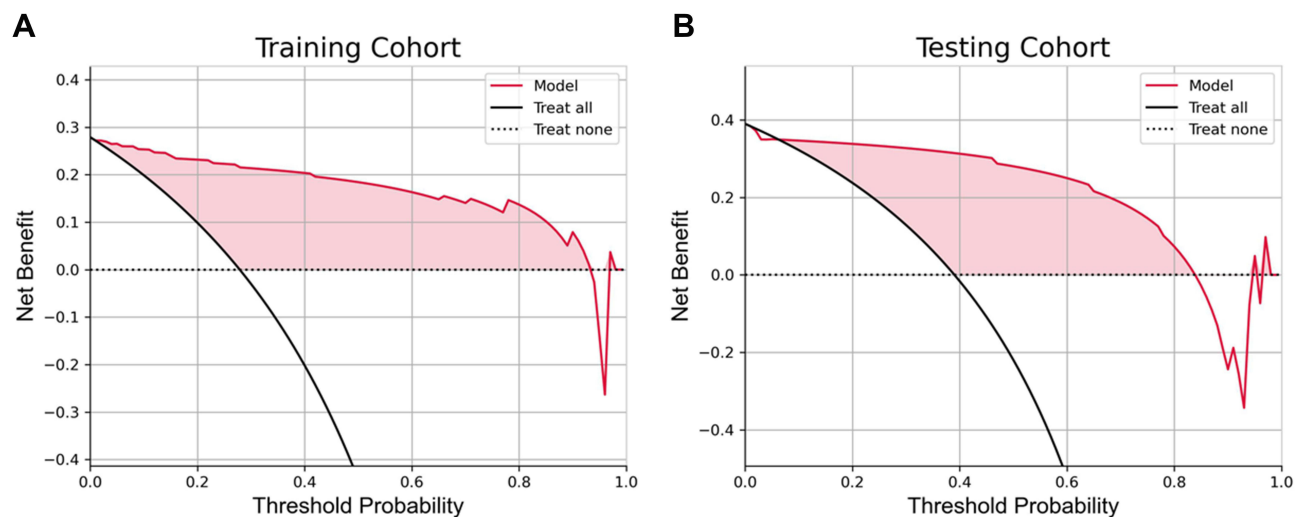 A
Training Cohort
Net Benefit
0.4
0.3
0.2
0.1
0.0
−0.1
−0.2
−0.3
−0.4
Model
Treat all
Treat none
0.0 0.2 0.4 0.6 0.8 1.0
Threshold Probability
B
Testing Cohort
Net Benefit
0.4
0.2
0.0
−0.2
−0.4
Model
Treat all
Treat none
0.0 0.2 0.4 0.6 0.8 1.0
Threshold Probability